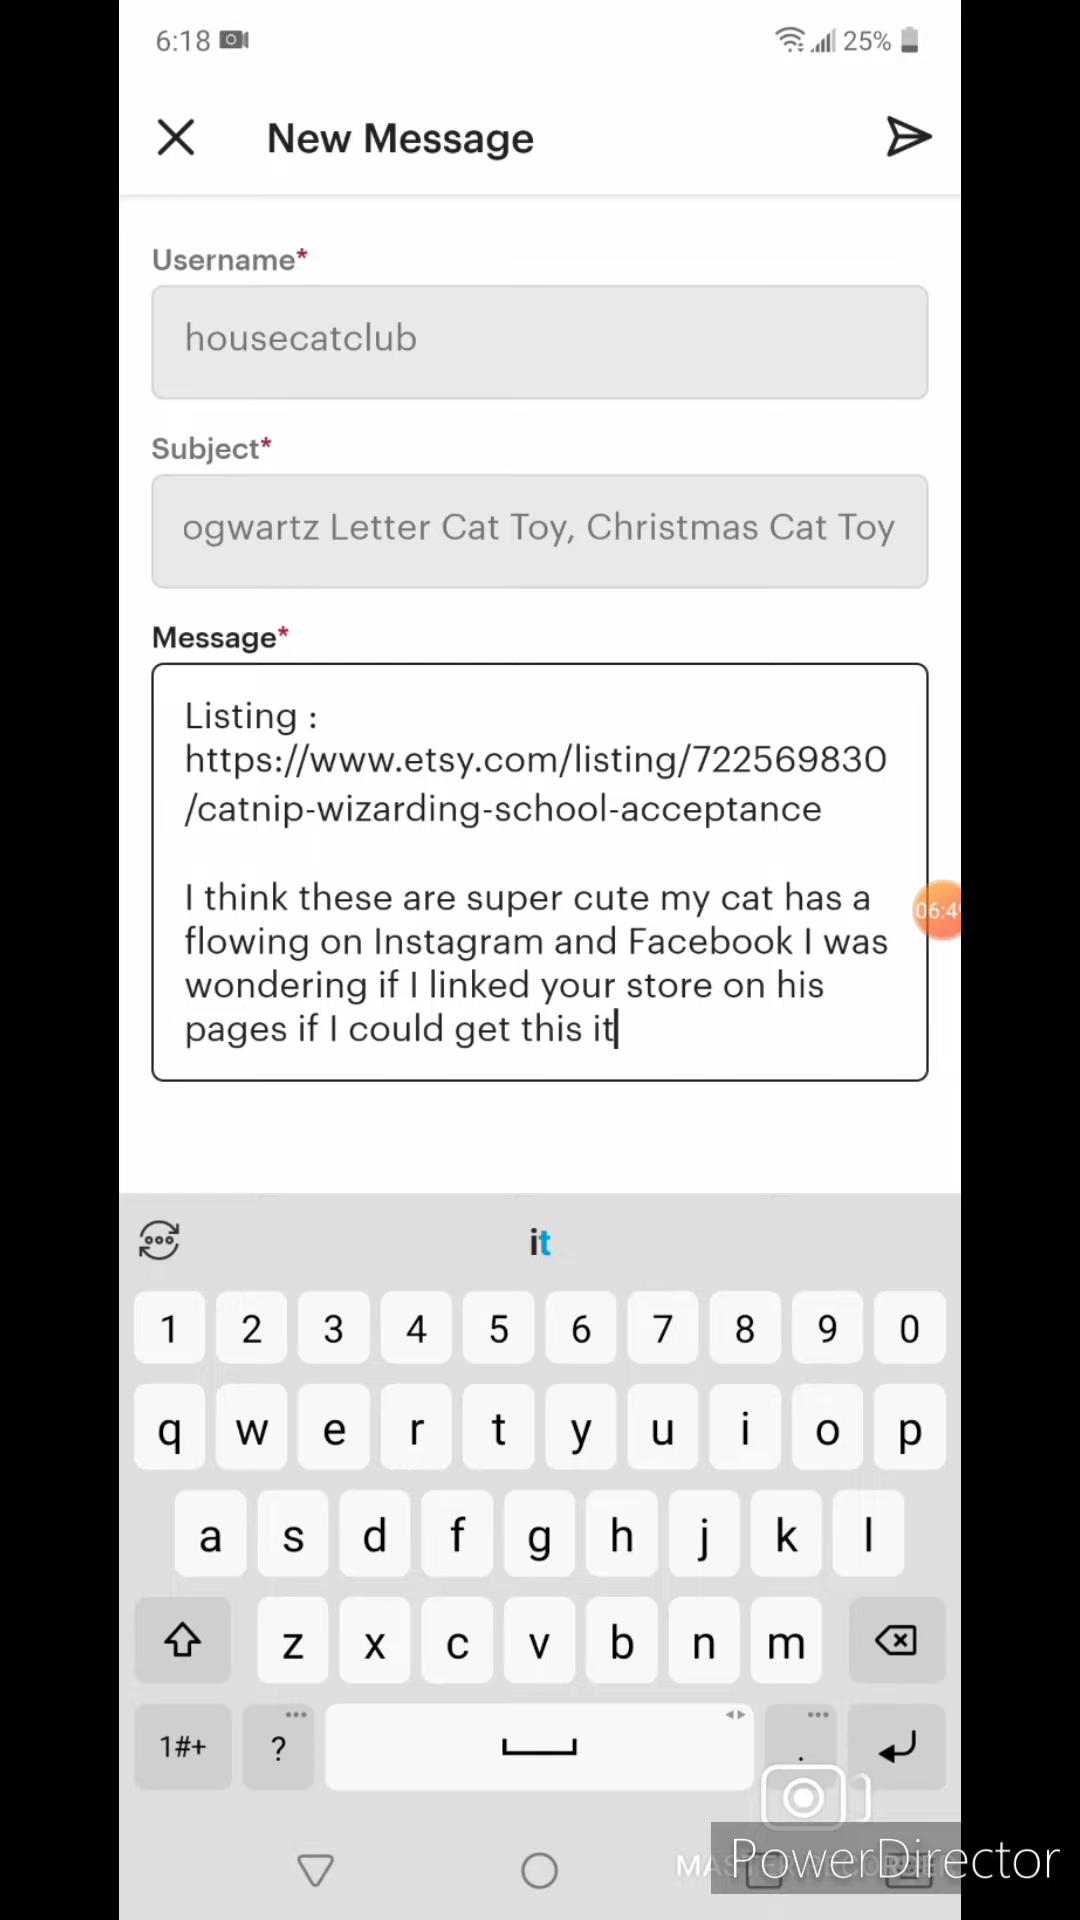 6:18 25%
New Message
Username*
housecatclub
Subject*
ogwartz Letter Cat Toy, Christmas Cat Toy
Message*
Listing :
https://www.etsy.com/listing/722569830
/catnip-wizarding-school-acceptance
I think these are super cute my cat has a
06:4
flowing on Instagram and Facebook I was
wondering if I linked your store on his
pages if I could get this it
it
1 2 3 4 5 6 7 8 9 0
q w e r t y u i o p
a s d f g h j k l
z x c v b n m
1#+ ? .
PowerDirector